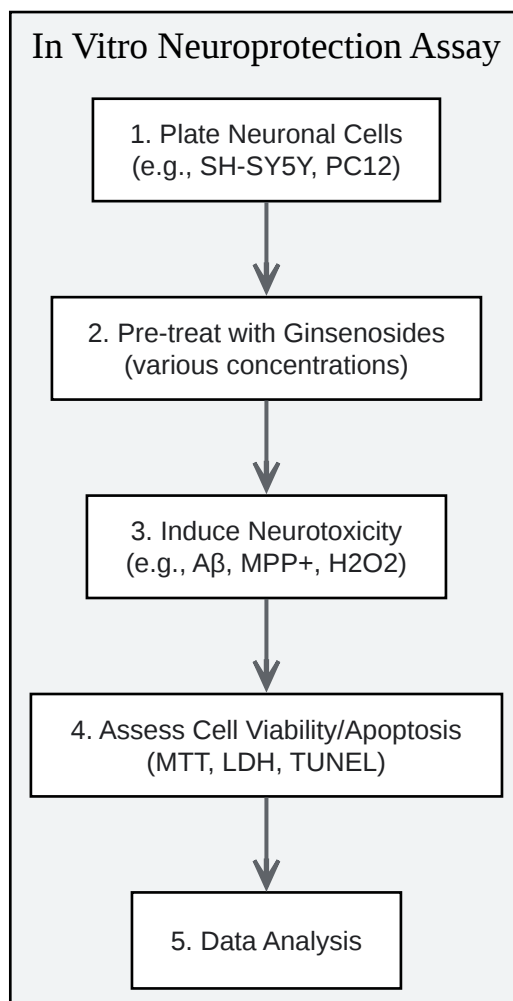 In Vitro Neuroprotection Assay
1. Plate Neuronal Cells
(e.g., SH-SY5Y, PC12)
2. Pre-treat with Ginsenosides
(various concentrations)
3. Induce Neurotoxicity
(e.g., Aβ, MPP+, H2O2)
4. Assess Cell Viability/Apoptosis
(MTT, LDH, TUNEL)
5. Data Analysis